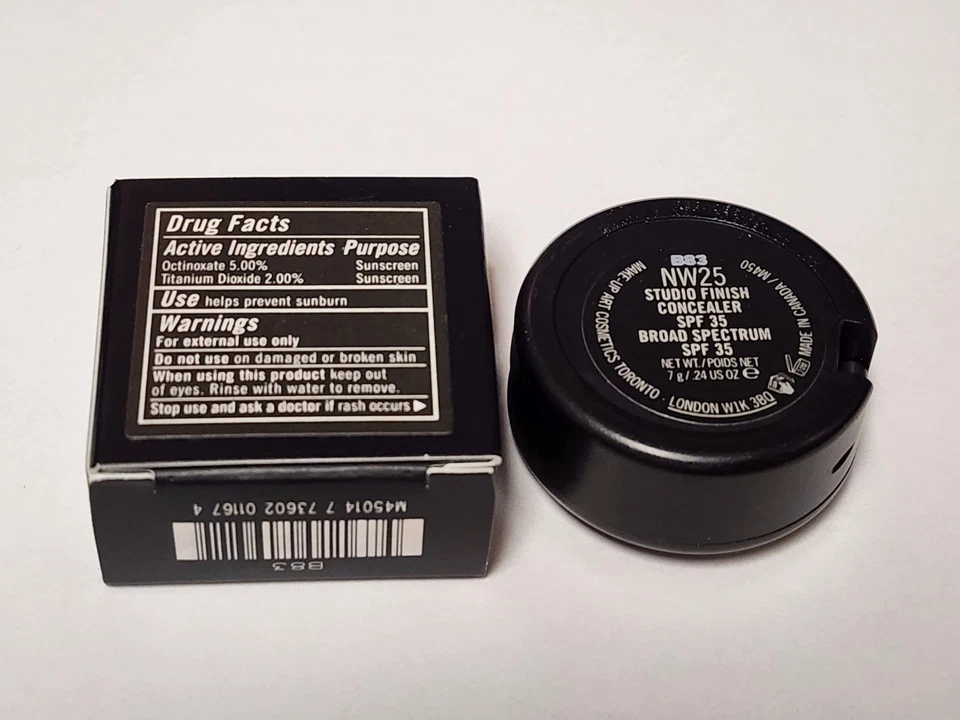 Drug Facts
Active Ingredients Purpose
Octinoxate 5.00% Sunscreen
Titanium Dioxide 2.00% Sunscreen
Use helps prevent sunburn
Warnings
For external use only
Do not use on damaged or broken skin
When using this product keep out
of eyes. Rinse with water to remove.
Stop use and ask a doctor if rash occurs
M45014 7 73602 01167 4
B83
B83
NW25
STUDIO FINISH
CONCEALER
SPF 35
BROAD SPECTRUM
SPF 35
NET WT./POIDS NET
7 g/.24 US OZ e
MAKE-UP ART COSMETICS TORONTO · LONDON W1K 3BQ
MADE IN CANADA / M450